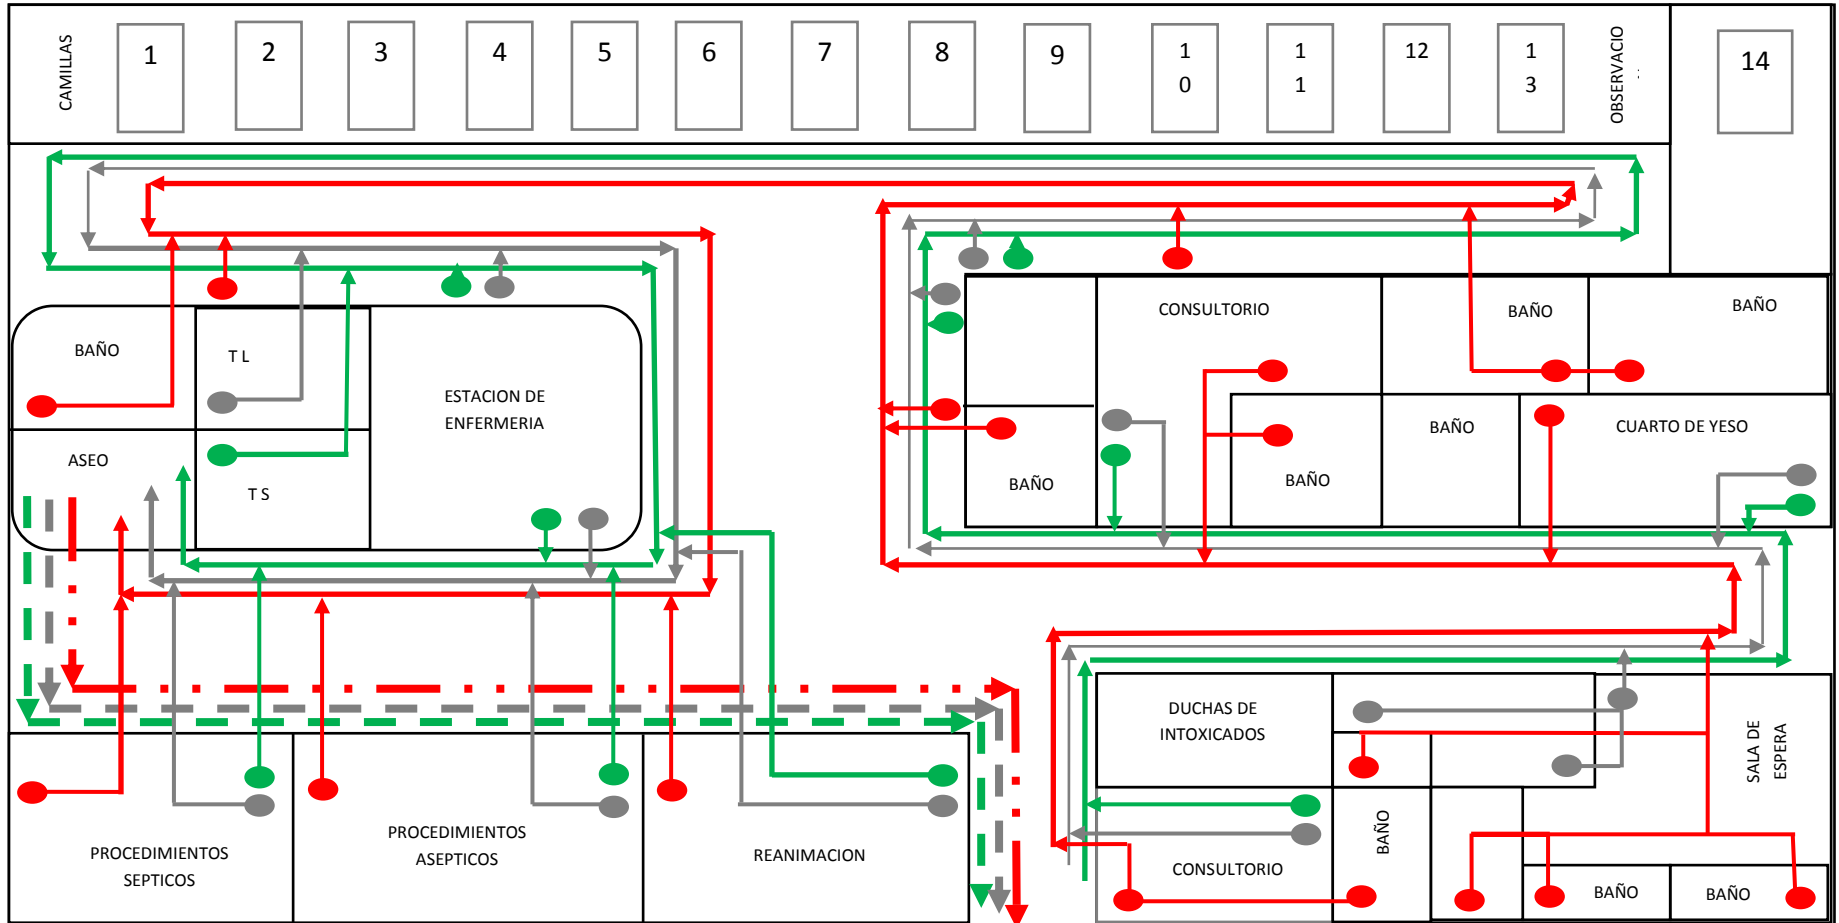 CAMILLAS
1
2
3
4
5
6
7
8
9
1
0
1
1
12
1
3
OBSERVACIO
14
BAÑO
T L
ESTACION DE
ENFERMERIA
ASEO
T S
CONSULTORIO
BAÑO
BAÑO
BAÑO
BAÑO
BAÑO
CUARTO DE YESO
DUCHAS DE
INTOXICADOS
SALA DE
ESPERA
PROCEDIMIENTOS
SEPTICOS
PROCEDIMIENTOS
ASEPTICOS
REANIMACION
CONSULTORIO
BAÑO
BAÑO
BAÑO